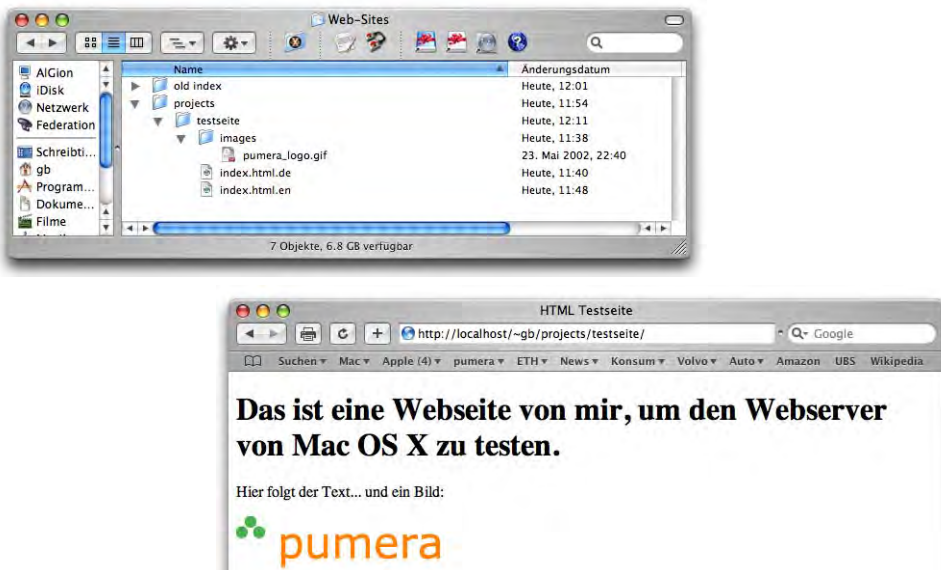 Web-Sites
Name Änderungsdatum
AlGion
iDisk
Netzwerk
Federation
Schreibti...
gb
Program...
Dokume...
Filme
old index Heute, 12:01
projects Heute, 11:54
testseite Heute, 12:11
images Heute, 11:38
pumera_logo.gif 23. Mai 2002, 22:40
index.html.de Heute, 11:40
index.html.en Heute, 11:48
7 Objekte, 6.8 GB verfügbar
HTML Testseite
http://localhost/~gb/projects/testseite/ Google
Suchen Mac Apple (4) pumera ETH News Konsum Volvo Auto Amazon UBS Wikipedia
Das ist eine Webseite von mir, um den Webserver
von Mac OS X zu testen.
Hier folgt der Text... und ein Bild:
pumera